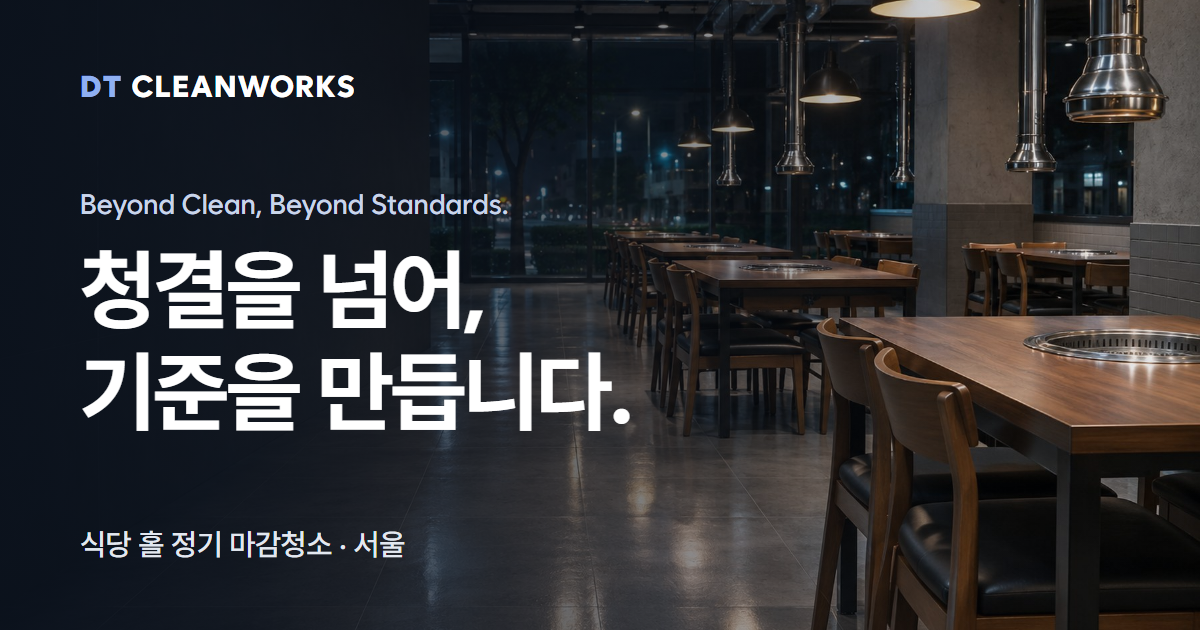 DT CLEANWORKS
Beyond Clean, Beyond Standards.
청결을 넘어,
기준을 만듭니다.
식당 홀 정기 마감청소 · 서울